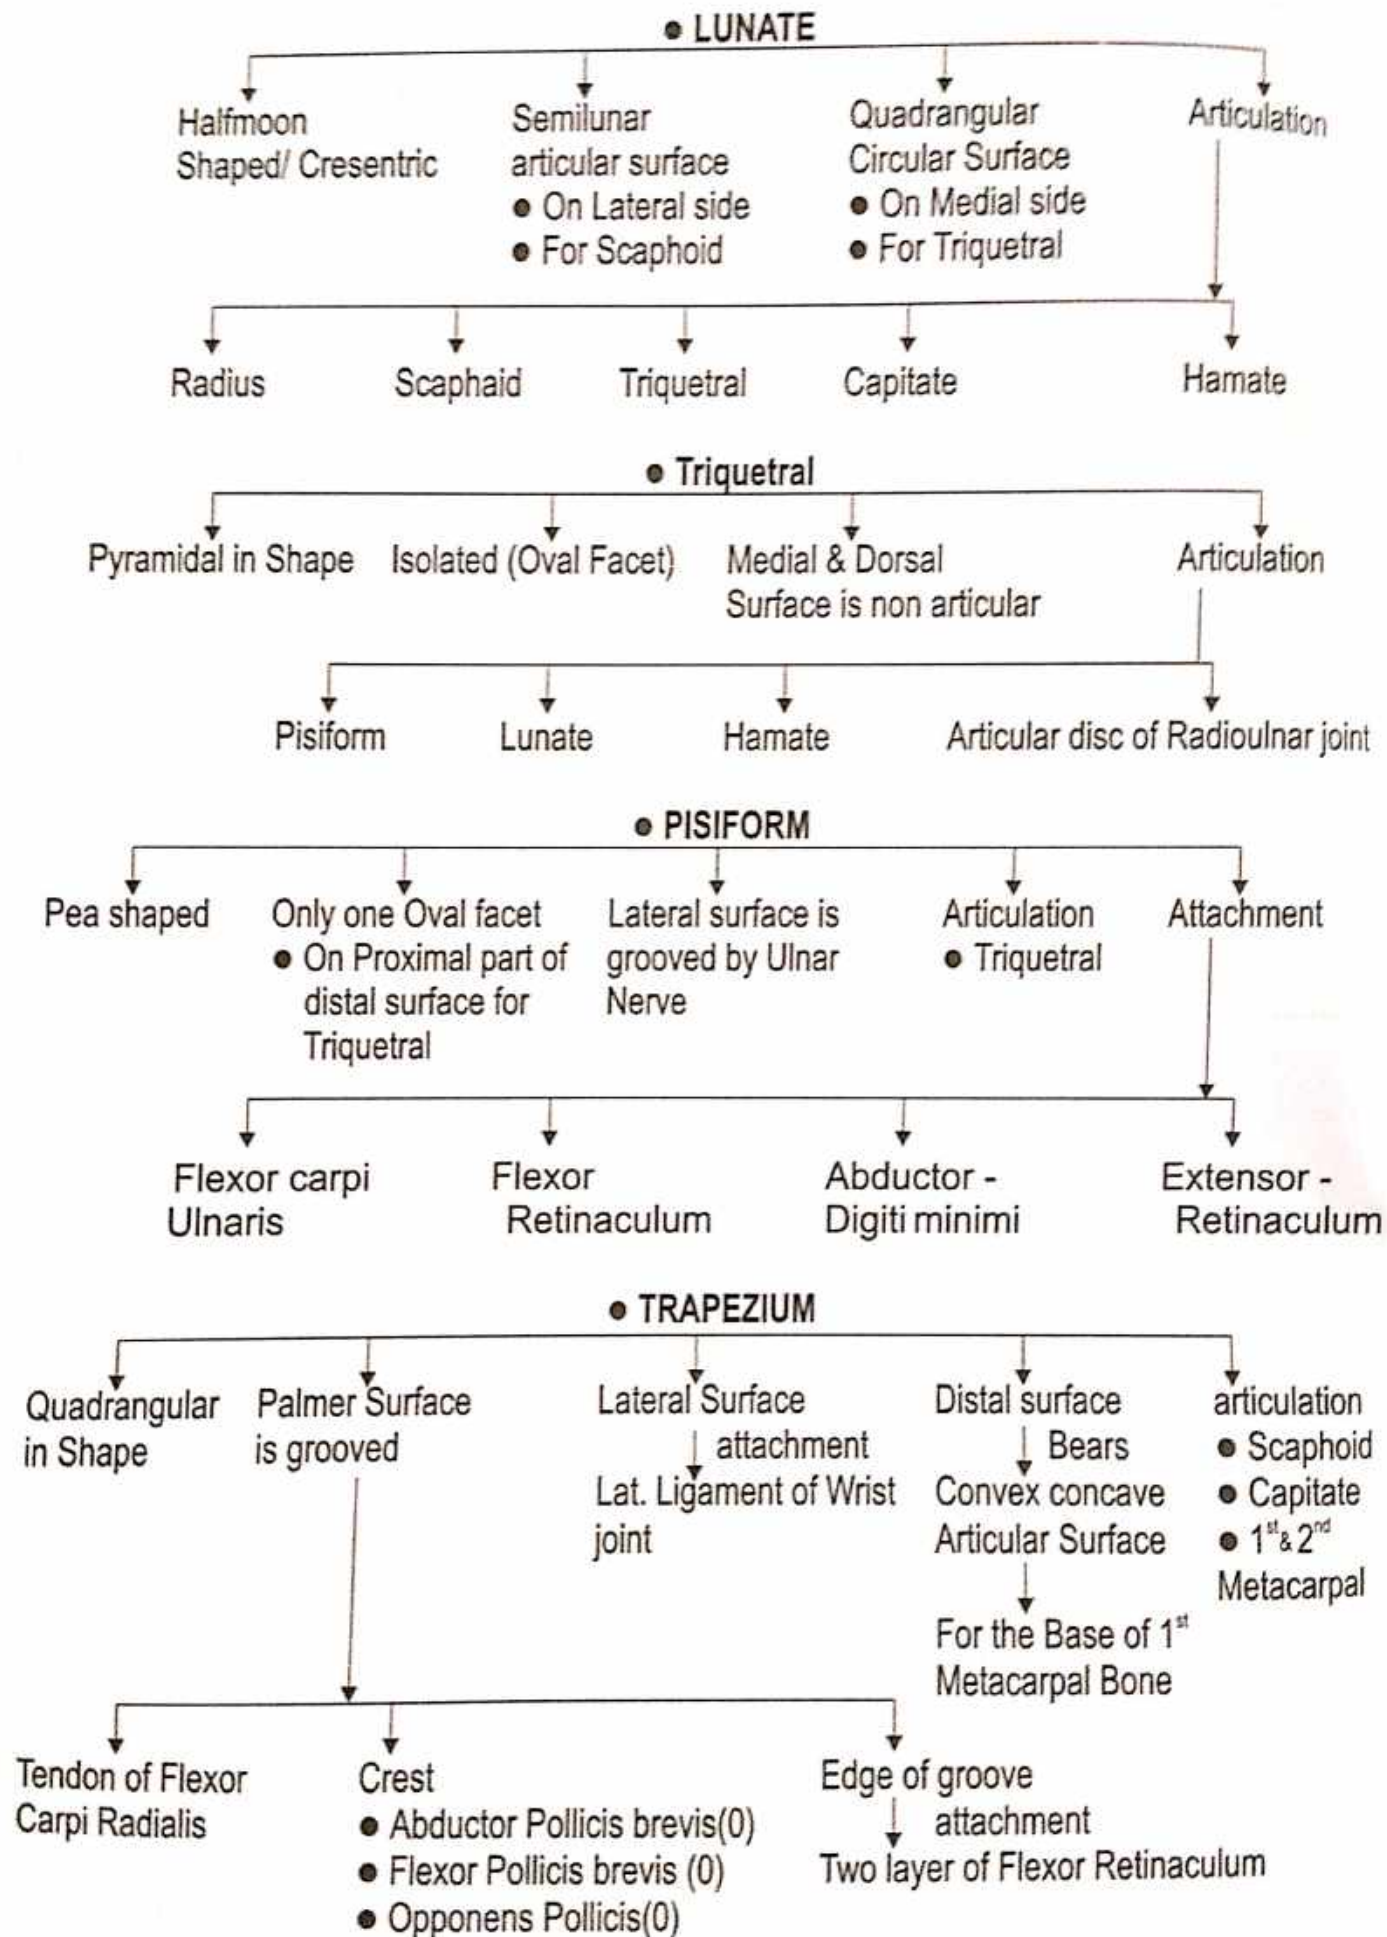 ● LUNATE
Halfmoon
Shaped/ Cresentric
Semilunar
articular surface
● On Lateral side
● For Scaphoid
Quadrangular
Circular Surface
● On Medial side
● For Triquetral
Articulation
Radius
Scaphaid
Triquetral
Capitate
Hamate
● Triquetral
Pyramidal in Shape
Isolated (Oval Facet)
Medial & Dorsal
Surface is non articular
Articulation
Pisiform
Lunate
Hamate
Articular disc of Radioulnar joint
● PISIFORM
Pea shaped
Only one Oval facet
● On Proximal part of
distal surface for
Triquetral
Lateral surface is
grooved by Ulnar
Nerve
Articulation
● Triquetral
Attachment
Flexor carpi
Ulnaris
Flexor
Retinaculum
Abductor -
Digiti minimi
Extensor -
Retinaculum
● TRAPEZIUM
Quadrangular
in Shape
Palmer Surface
is grooved
Lateral Surface
attachment
Lat. Ligament of Wrist
joint
Distal surface
Bears
Convex concave
Articular Surface
For the Base of 1st
Metacarpal Bone
articulation
● Scaphoid
● Capitate
● 1st & 2nd
Metacarpal
Tendon of Flexor
Carpi Radialis
Crest
● Abductor Pollicis brevis(0)
● Flexor Pollicis brevis (0)
● Opponens Pollicis(0)
Edge of groove
attachment
Two layer of Flexor Retinaculum